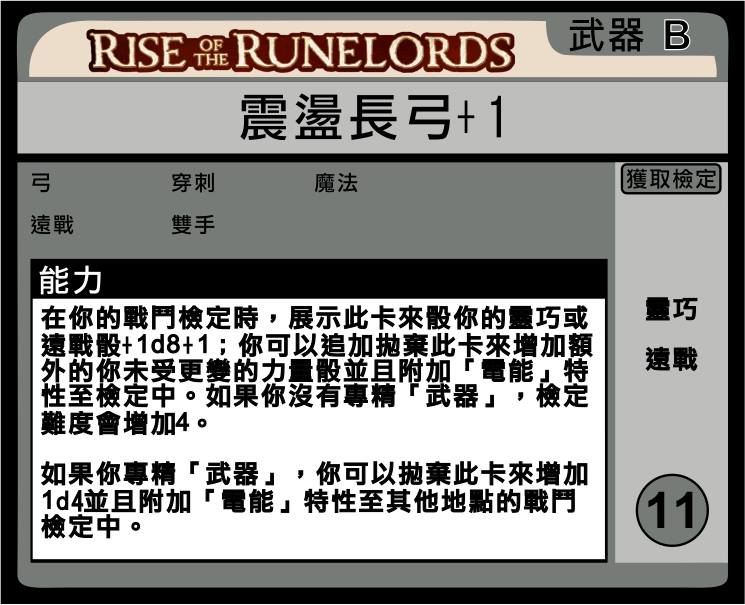 RISE OF THE RUNELORDS
武器 B
震盪長弓+1
弓 穿刺 魔法
遠戰 雙手
獲取檢定
靈巧
遠戰
11
能力
在你的戰鬥檢定時，展示此卡來骰你的靈巧或
遠戰骰+1d8+1；你可以追加拋棄此卡來增加額
外的你未受更變的力量骰並且附加「電能」特
性至檢定中。如果你沒有專精「武器」，檢定
難度會增加4。
如果你專精「武器」，你可以拋棄此卡來增加
1d4並且附加「電能」特性至其他地點的戰鬥
檢定中。